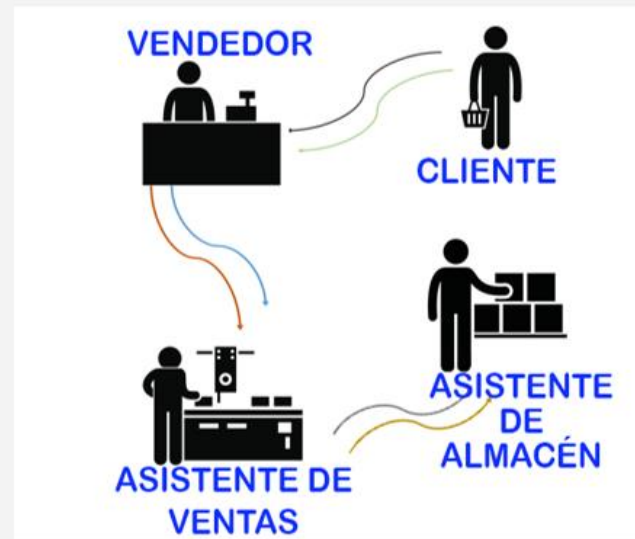 VENDEDOR
CLIENTE
ASISTENTE
DE
ALMACÉN
ASISTENTE DE
VENTAS